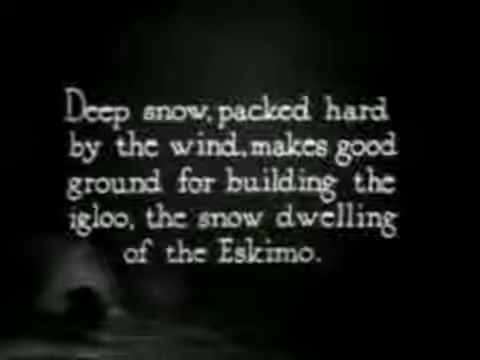 Deep snow, packed hard
by the wind, makes good
ground for building the
igloo, the snow dwelling
of the Eskimo.